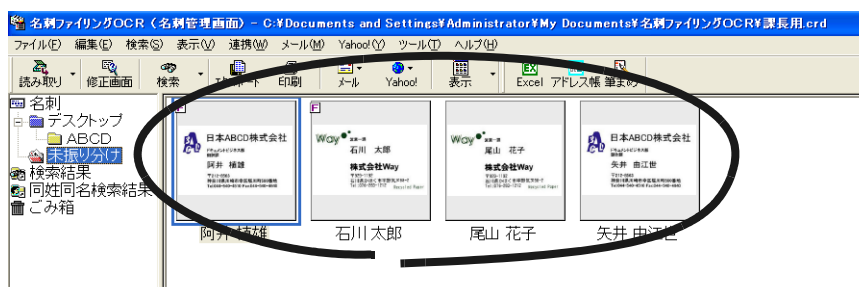 名刺ファイリングOCR（名刺管理画面）- C:¥Documents and Settings¥Administrator¥My Documents¥名刺ファイリングOCR¥課長用.crd
ファイル(F) 編集(E) 検索(S) 表示(V) 連携(W) メール(M) Yahoo!(Y) ツール(T) ヘルプ(H)
読み取り 修正画面 検索 印刷 メール Yahoo! 表示 Excel アドレス帳 筆まめ
名刺
デスクトップ
ABCD
未振り分け
検索結果
同姓同名検索結果
ごみ箱
F
日本ABCD株式会社
阿井 植雄
F
Way
石川 太郎
株式会社Way
Recycled Paper
Way
尾山 花子
株式会社Way
Recycled Paper
日本ABCD株式会社
矢井 由江世
阿井 植雄
石川 太郎
尾山 花子
矢井 由江世